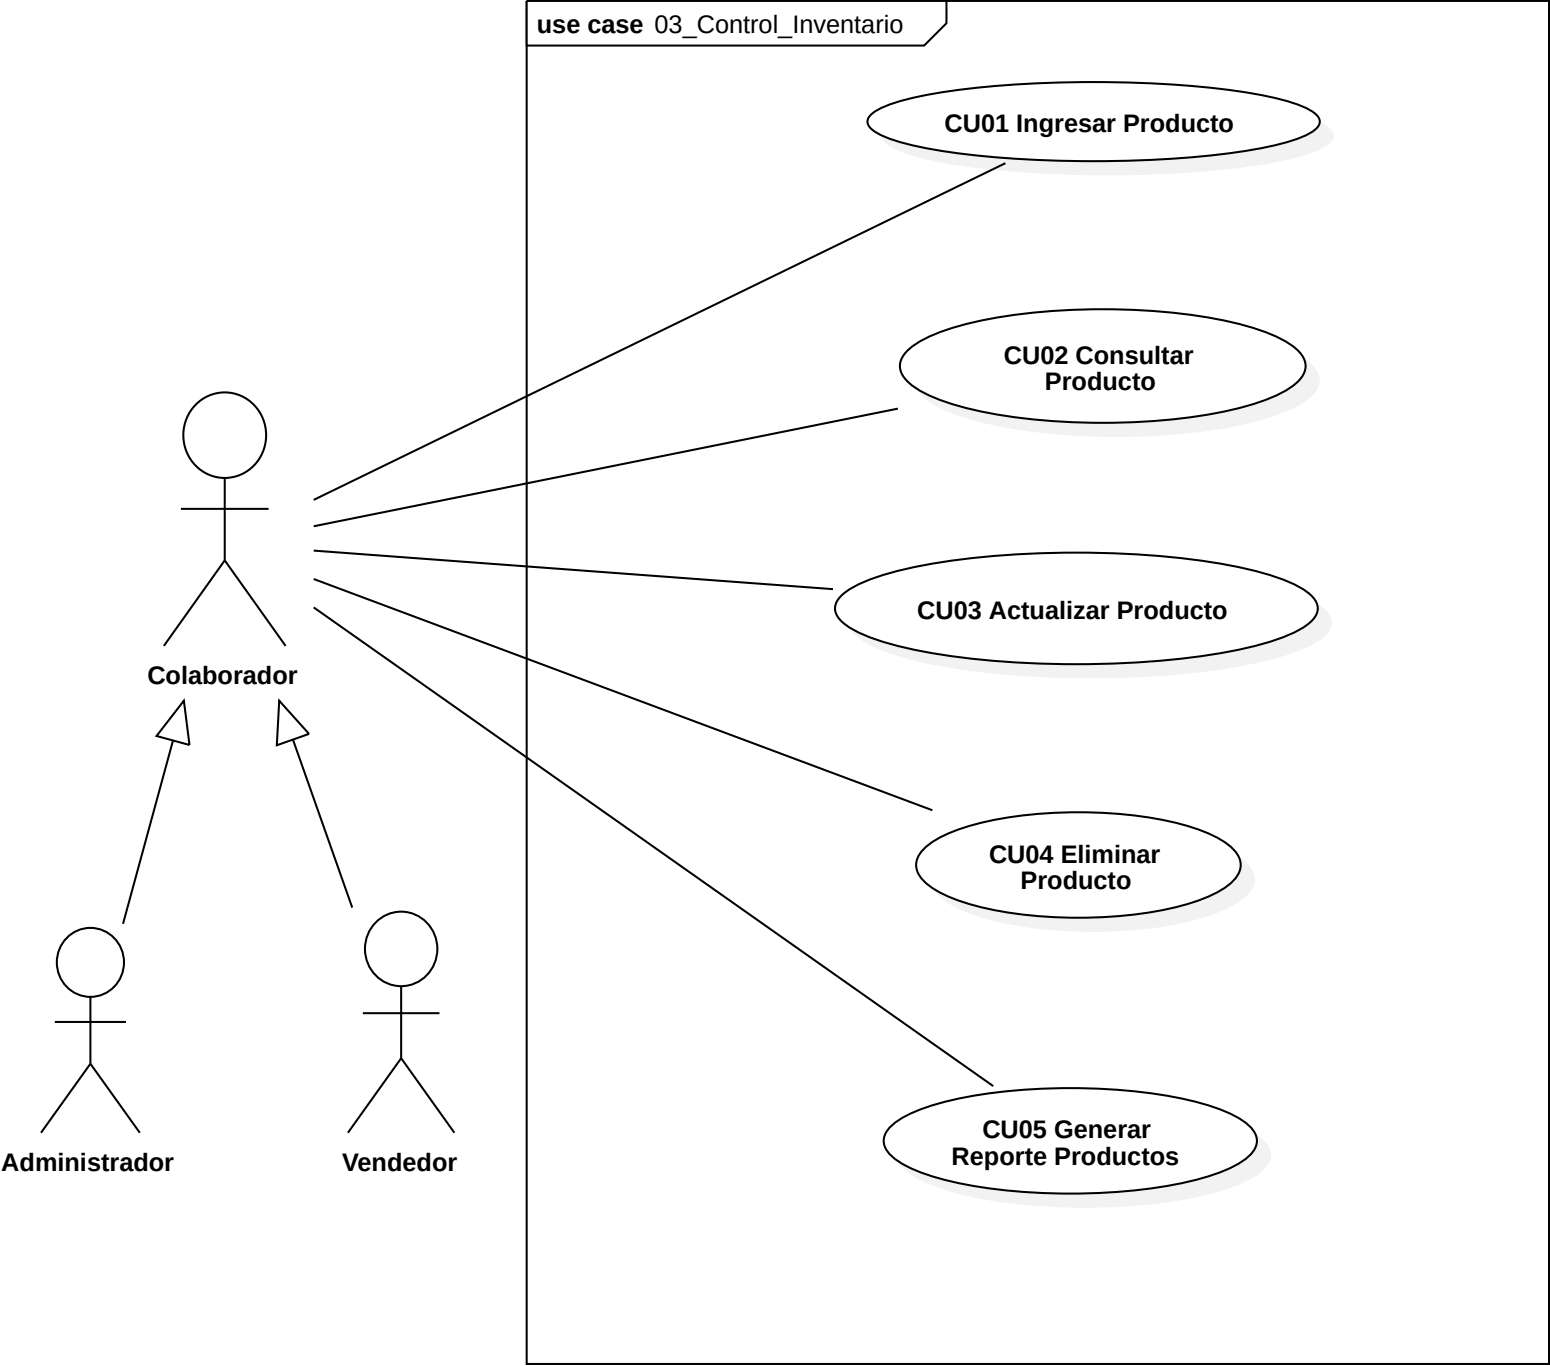 use case 03_Control_Inventario
CU01 Ingresar Producto
CU02 Consultar
Producto
CU03 Actualizar Producto
Colaborador
CU04 Eliminar
Producto
CU05 Generar
Reporte Productos
Administrador
Vendedor